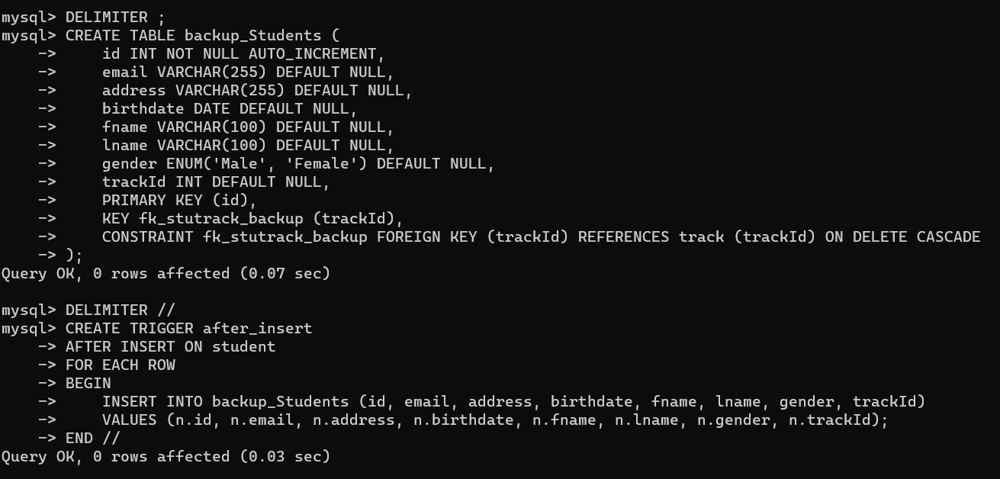 mysql> DELIMITER ;
mysql> CREATE TABLE backup_Students (
    ->     id INT NOT NULL AUTO_INCREMENT,
    ->     email VARCHAR(255) DEFAULT NULL,
    ->     address VARCHAR(255) DEFAULT NULL,
    ->     birthdate DATE DEFAULT NULL,
    ->     fname VARCHAR(100) DEFAULT NULL,
    ->     lname VARCHAR(100) DEFAULT NULL,
    ->     gender ENUM('Male', 'Female') DEFAULT NULL,
    ->     trackId INT DEFAULT NULL,
    ->     PRIMARY KEY (id),
    ->     KEY fk_stutrack_backup (trackId),
    ->     CONSTRAINT fk_stutrack_backup FOREIGN KEY (trackId) REFERENCES track (trackId) ON DELETE CASCADE
    -> );
Query OK, 0 rows affected (0.07 sec)

mysql> DELIMITER //
mysql> CREATE TRIGGER after_insert
    -> AFTER INSERT ON student
    -> FOR EACH ROW
    -> BEGIN
    ->     INSERT INTO backup_Students (id, email, address, birthdate, fname, lname, gender, trackId)
    ->     VALUES (n.id, n.email, n.address, n.birthdate, n.fname, n.lname, n.gender, n.trackId);
    -> END //
Query OK, 0 rows affected (0.03 sec)